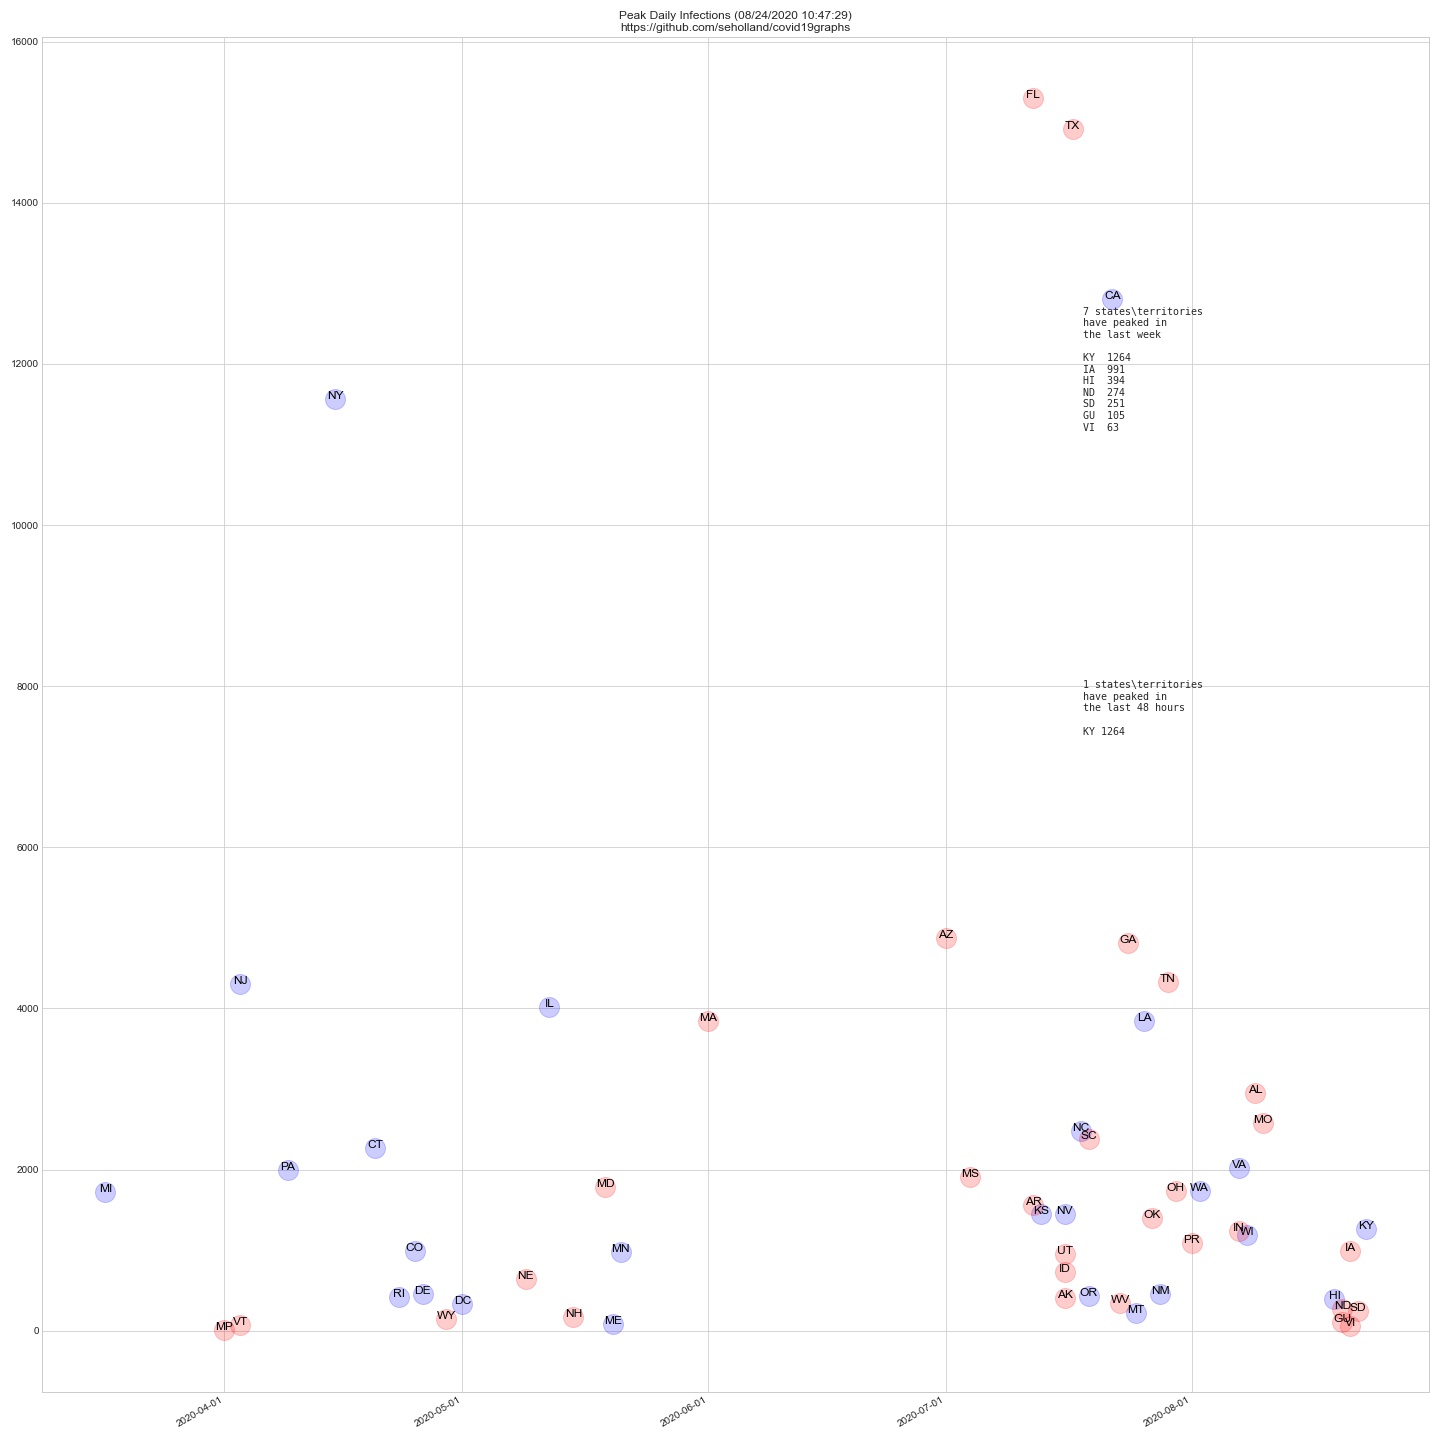 Peak Daily Infections (08/24/2020 10:47:29)
https://github.com/seholland/covid19graphs
16000
FL
TX
14000
CA
7 states\territories
have peaked in
the last week
12000
KY 1264
IA 991
HI 394
ND 274
SD 251
GU 105
VI 63
NY
10000
8000
1 states\territories
have peaked in
the last 48 hours
KY 1264
6000
AZ
GA
NJ
TN
IL
4000
MA
LA
AL
MO
CT
NC
SC
PA
VA
2000
MI
MD
MS
OH
WA
AR
KS
NV
OK
KY
CO
MN
UT
PR
IN
WI
IA
NE
ID
RI
DE
DC
AK
OR
WV
NM
MT
HI
ND
SD
GU
VI
MP
VT
WY
NH
ME
0
2020-04-01
2020-05-01
2020-06-01
2020-07-01
2020-08-01